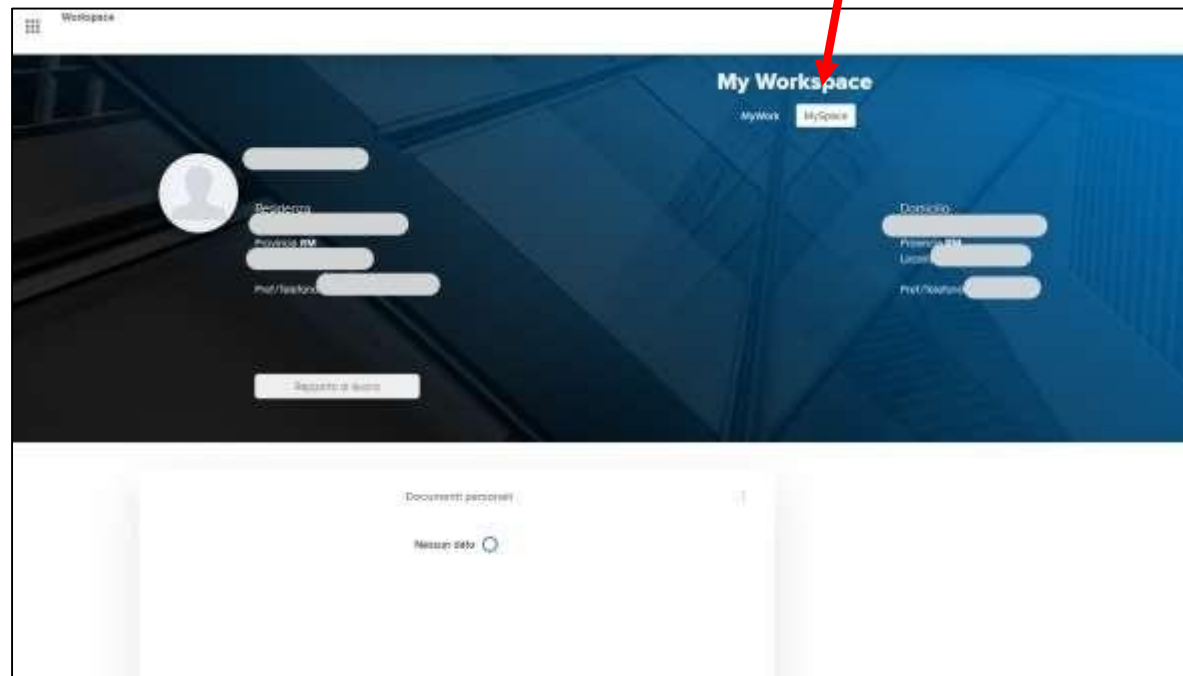 Workspace
My Workspace
MyWork MySpace
Residenza
Domicilio
Provincia RM
Provincia RM
Pref/Telefono
Pref/Telefono
Rapporto di lavoro
Documenti personali
Nessun dato